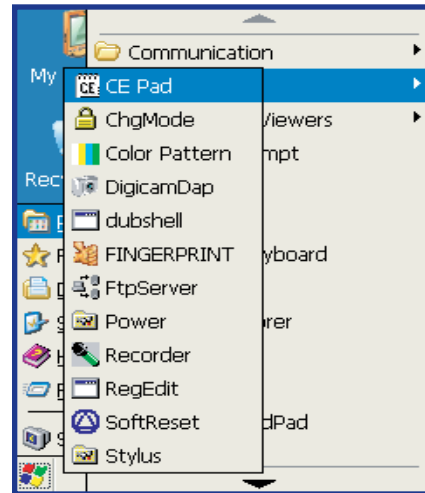 Communication
My
CE Pad
ChgMode
Viewers
Color Pattern
mpt
Rec
DigicamDap
dubshell
FINGERPRINT
yboard
FtpServer
Power
rer
Recorder
RegEdit
SoftReset
dPad
Stylus